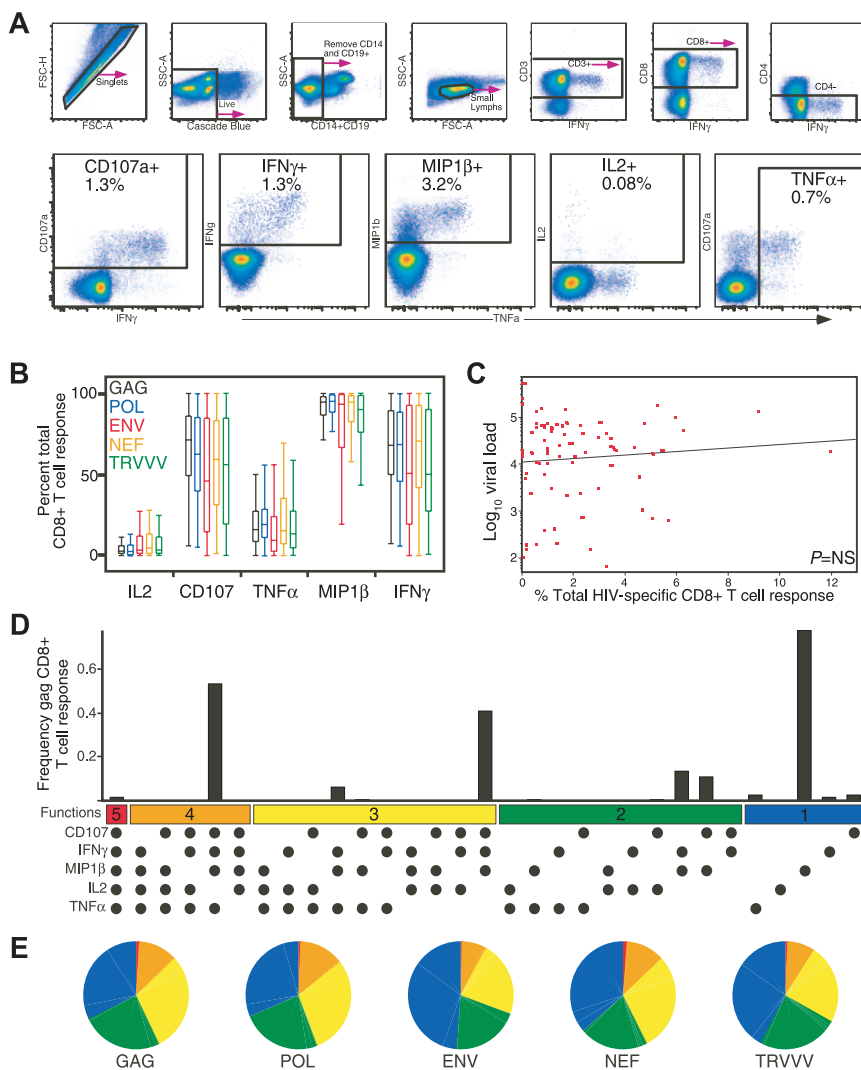 A
FSC-H
Singlets
FSC-A
SSC-A
Live
Cascade Blue
SSC-A
Remove CD14
and CD19+
CD14+CD19
SSC-A
Small
Lymphs
FSC-A
CD3
CD3+
IFNγ
CD8
CD8+
IFNγ
CD4
CD4-
IFNγ
CD107a
CD107a+
1.3%
IFNγ
IFNg
IFNγ+
1.3%
MIP1b
MIP1β+
3.2%
IL2
IL2+
0.08%
CD107a
TNFα+
0.7%
TNFa
B
Percent total
CD8+ T cell response
100
50
0
GAG
POL
ENV
NEF
TRVVV
IL2
CD107
TNFα
MIP1β
IFNγ
C
Log10 viral load
5
4
3
2
P=NS
0 2 4 6 8 10 12
% Total HIV-specific CD8+ T cell response
D
Frequency gag CD8+
T cell response
0.6
0.4
0.2
Functions 5 4 3 2 1
CD107
IFNγ
MIP1β
IL2
TNFα
E
GAG
POL
ENV
NEF
TRVVV